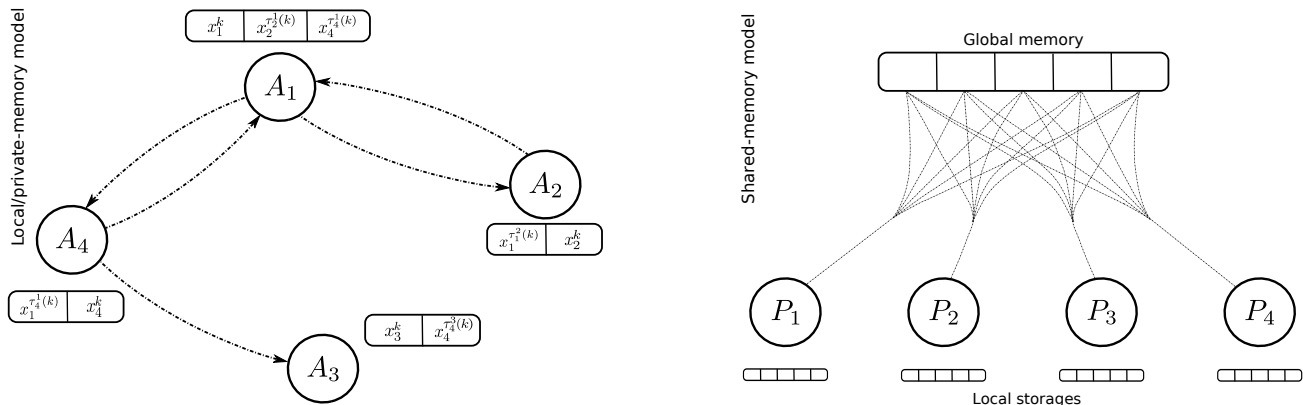 Local/private-memory model
x_1^k x_2^{τ_2^1(k)} x_4^{τ_4^1(k)}
A_1
A_2
x_1^{τ_1^2(k)} x_2^k
A_4
x_1^{τ_4^1(k)} x_4^k
x_3^k x_4^{τ_4^3(k)}
A_3
Shared-memory model
Global memory
P_1 P_2 P_3 P_4
Local storages